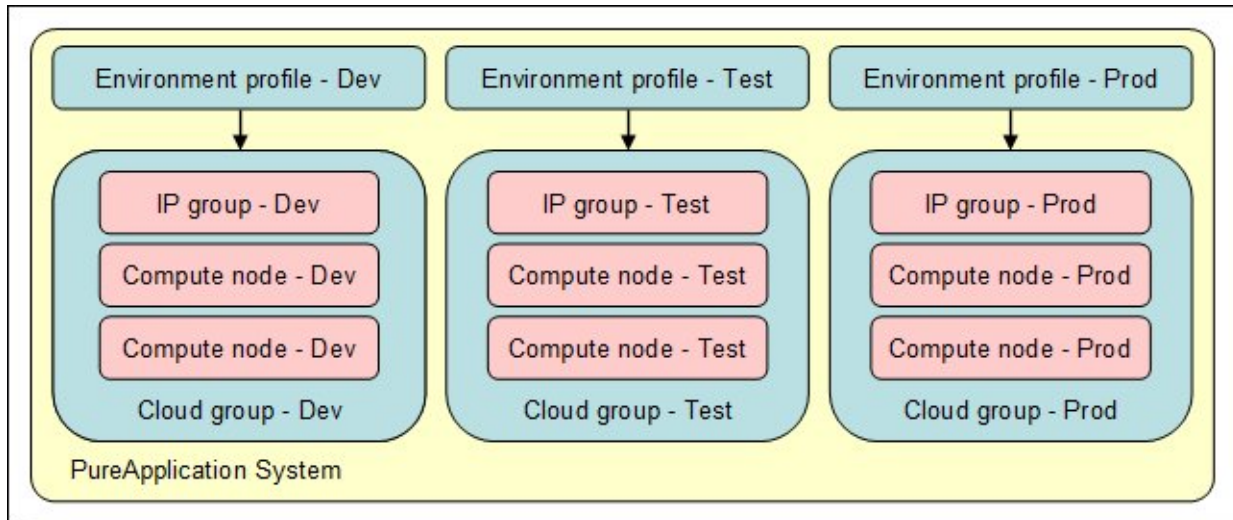 Environment profile - Dev
Environment profile - Test
Environment profile - Prod
IP group - Dev
Compute node - Dev
Compute node - Dev
Cloud group - Dev
IP group - Test
Compute node - Test
Compute node - Test
Cloud group - Test
IP group - Prod
Compute node - Prod
Compute node - Prod
Cloud group - Prod
PureApplication System